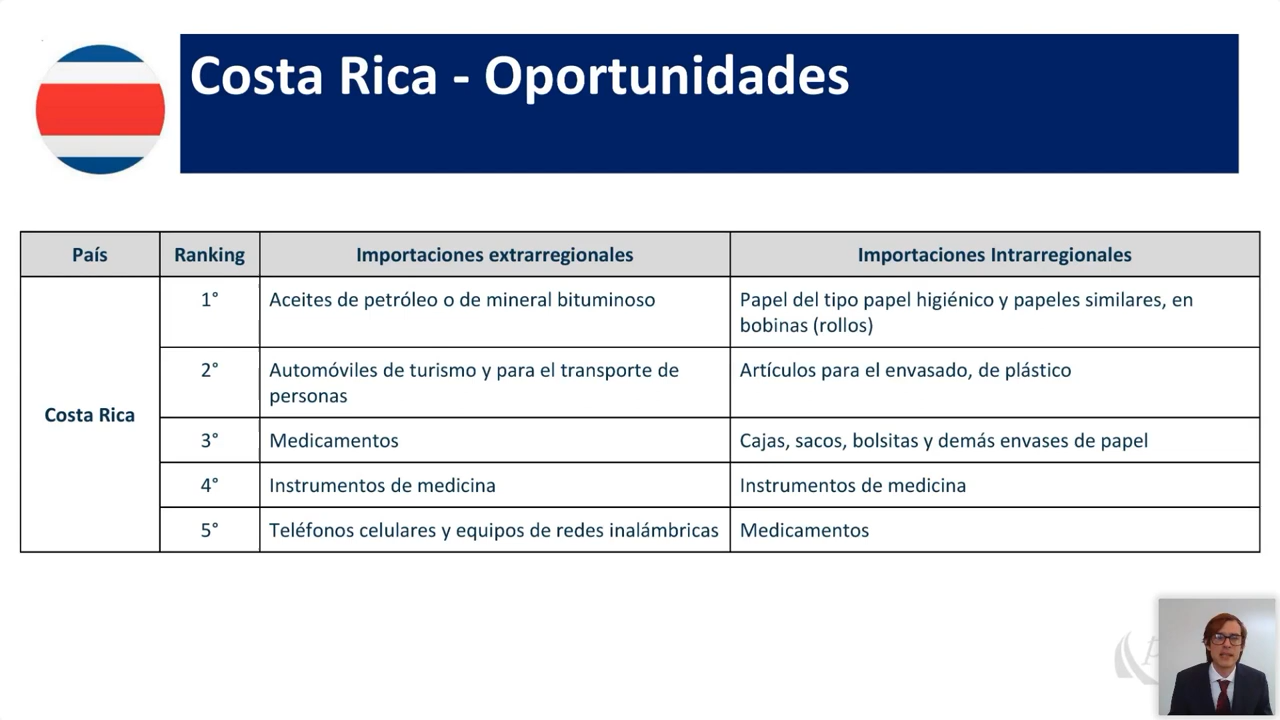 Costa Rica - Oportunidades
País
Ranking
Importaciones extrarregionales
Importaciones Intrarregionales
Costa Rica
1°
Aceites de petróleo o de mineral bituminoso
Papel del tipo papel higiénico y papeles similares, en
bobinas (rollos)
2°
Automóviles de turismo y para el transporte de
personas
Artículos para el envasado, de plástico
3°
Medicamentos
Cajas, sacos, bolsitas y demás envases de papel
4°
Instrumentos de medicina
Instrumentos de medicina
5°
Teléfonos celulares y equipos de redes inalámbricas
Medicamentos